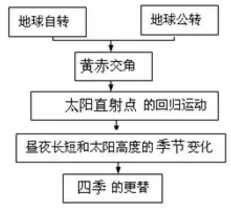 地球自转
地球公转
黄赤交角
太阳直射点 的回归运动
昼夜长短和太阳高度的季节变化
四季 的更替